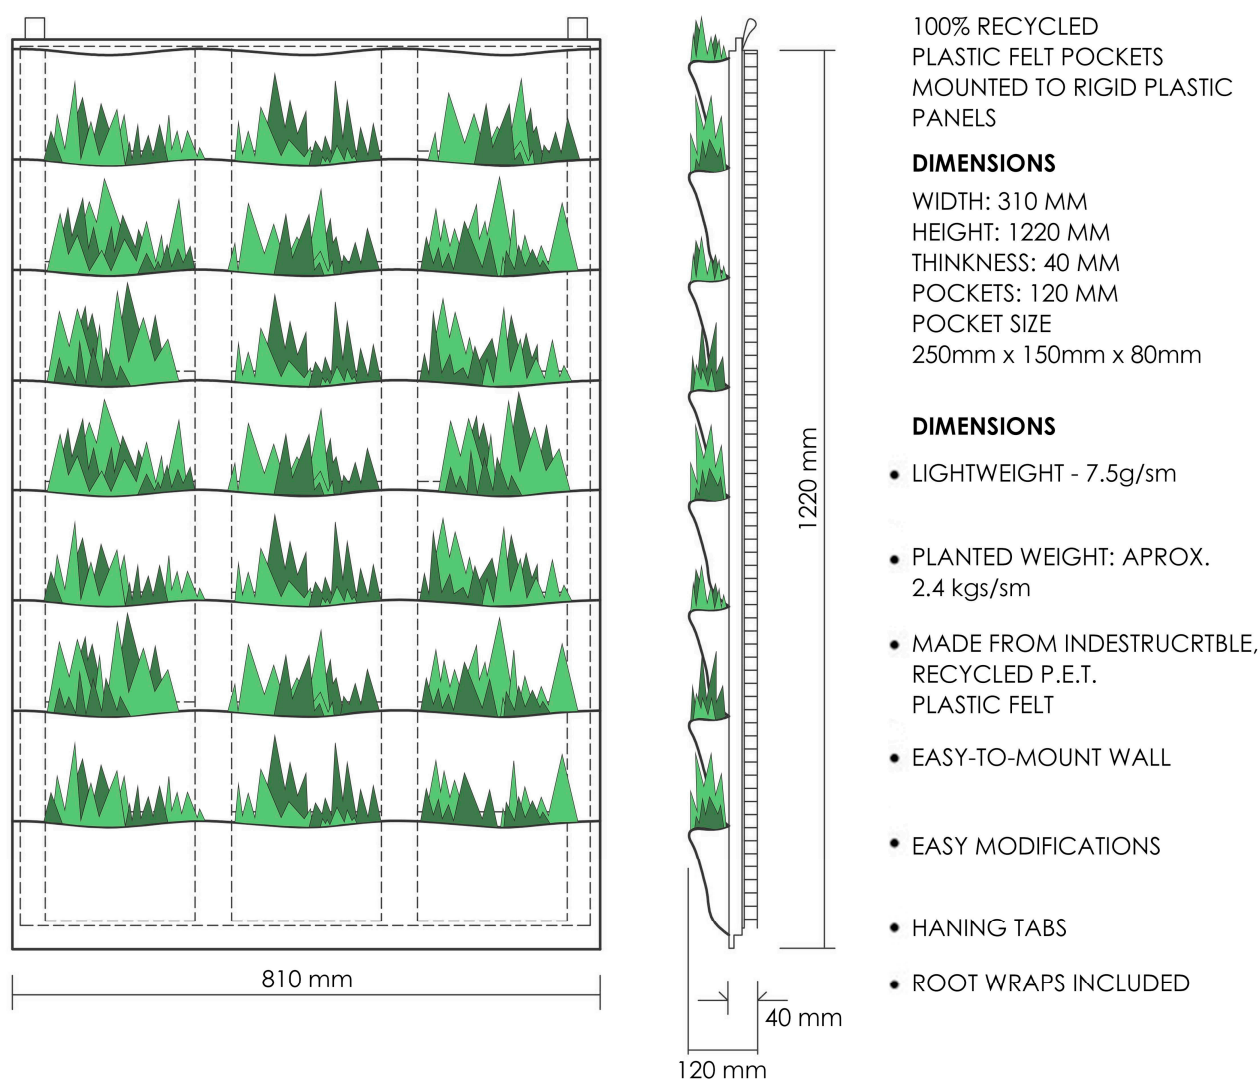 100% RECYCLED
PLASTIC FELT POCKETS
MOUNTED TO RIGID PLASTIC
PANELS
DIMENSIONS
WIDTH: 310 MM
HEIGHT: 1220 MM
THINKNESS: 40 MM
POCKETS: 120 MM
POCKET SIZE
250mm x 150mm x 80mm
DIMENSIONS
• LIGHTWEIGHT - 7.5g/sm
• PLANTED WEIGHT: APROX.
2.4 kgs/sm
• MADE FROM INDESTRUCRTBLE,
RECYCLED P.E.T.
PLASTIC FELT
• EASY-TO-MOUNT WALL
• EASY MODIFICATIONS
• HANING TABS
• ROOT WRAPS INCLUDED
1220 mm
810 mm
40 mm
120 mm